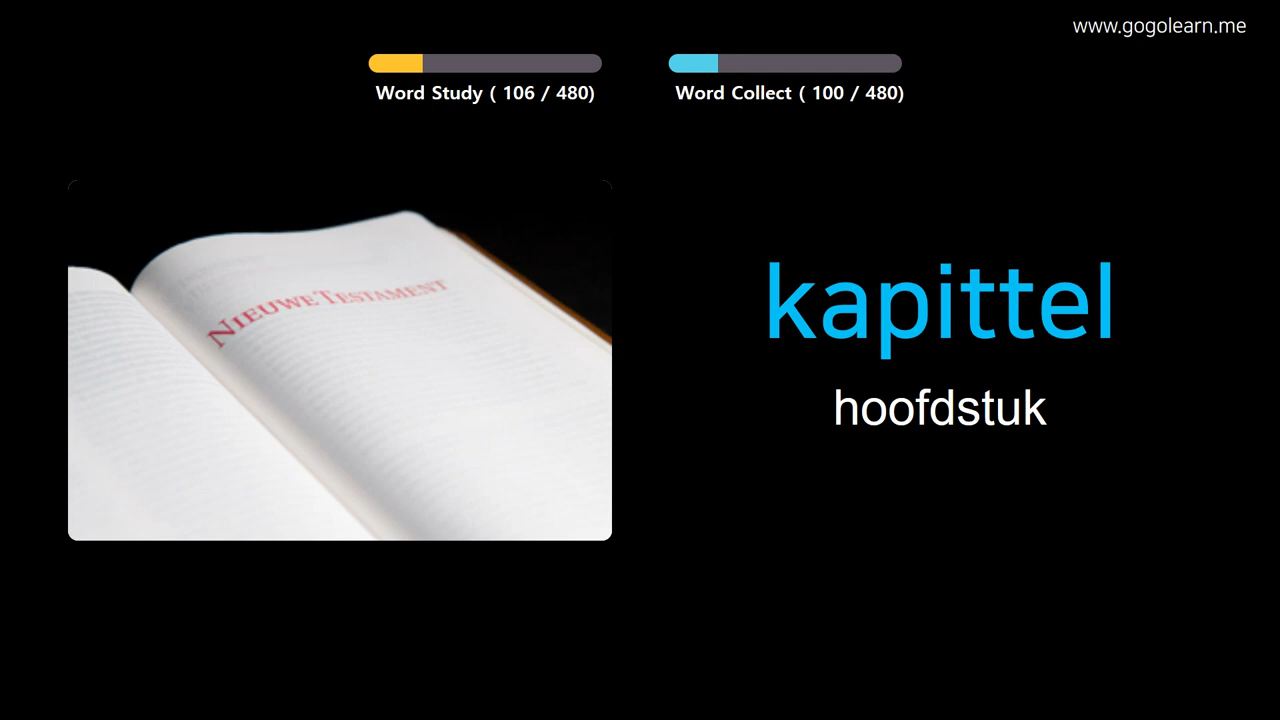 www.gogolearn.me
Word Study ( 106 / 480)
Word Collect ( 100 / 480)
NIEUWE TESTAMENT
kapittel
hoofdstuk